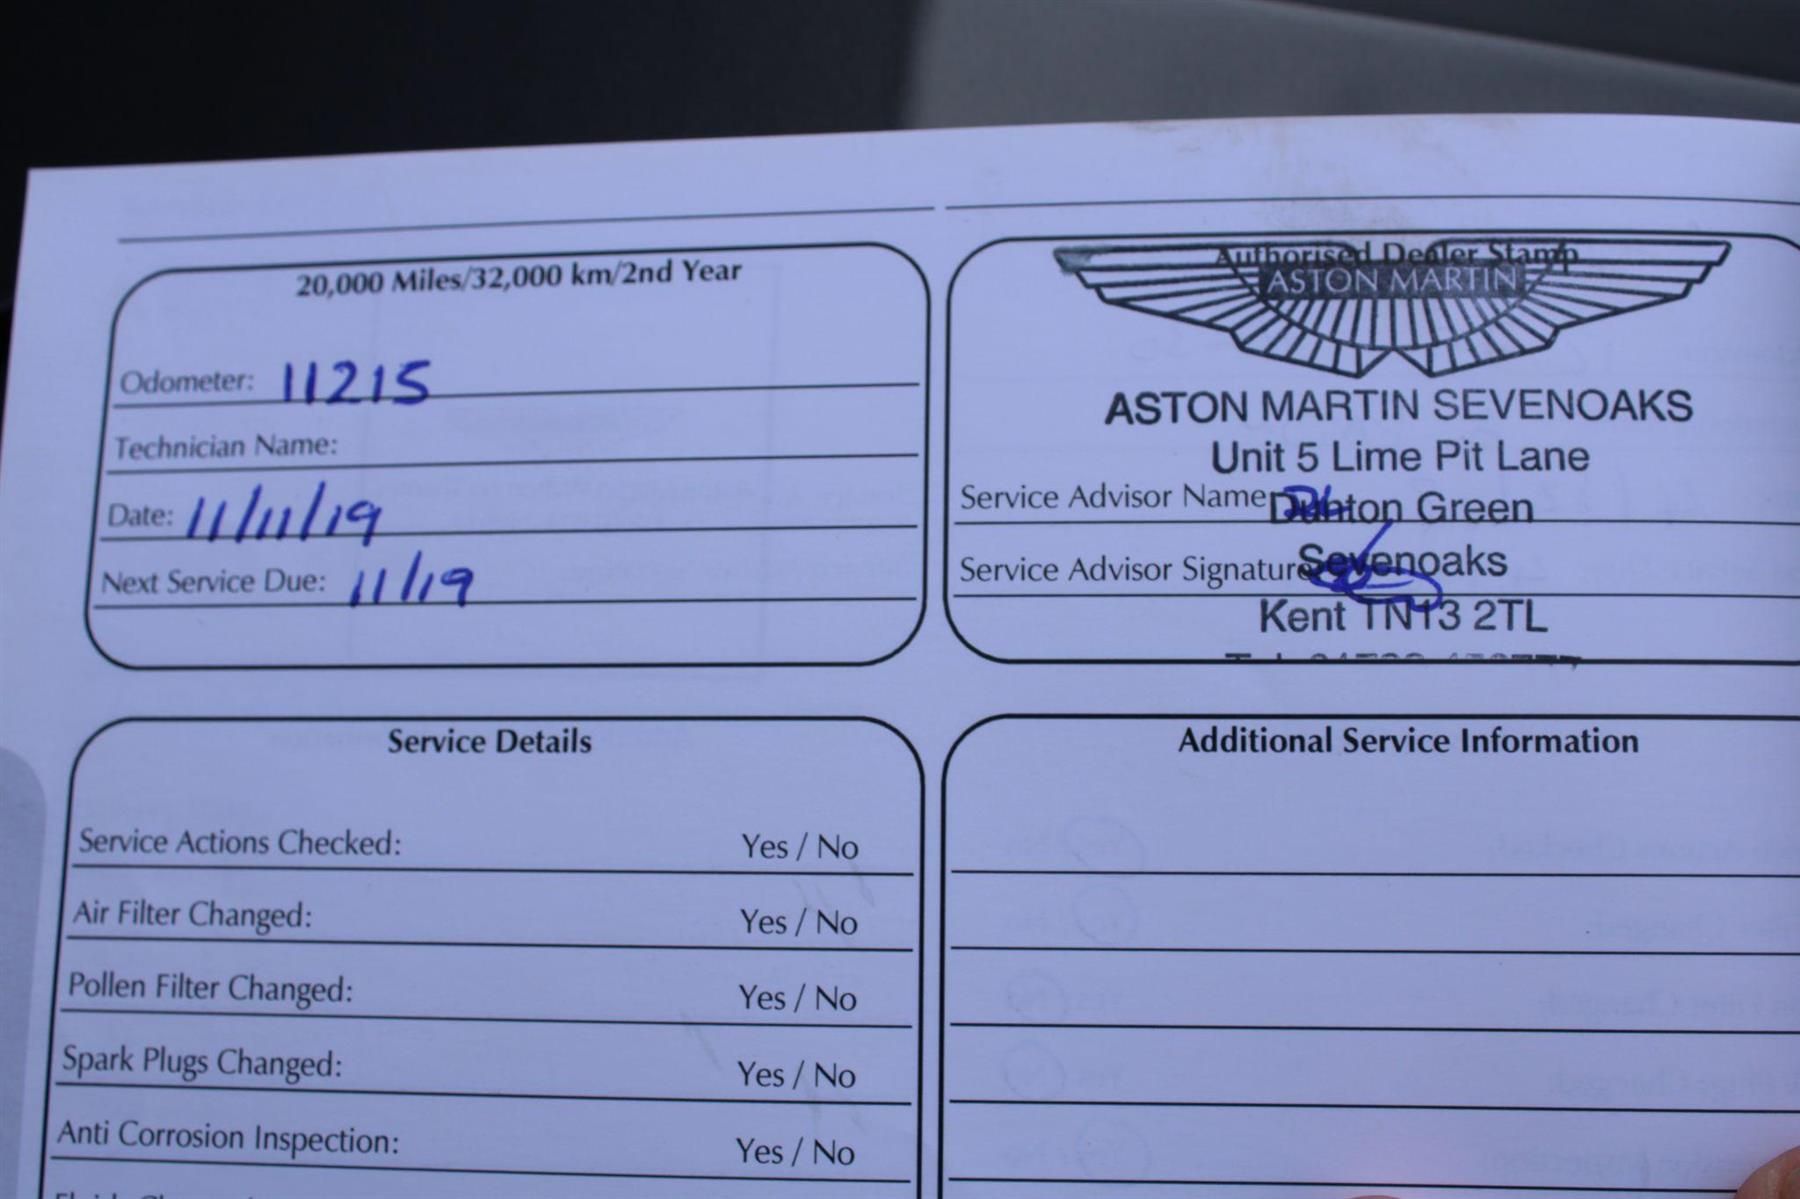 20,000 Miles/32,000 km/2nd Year
Odometer: 11215
Technician Name:
Date: 11/11/19
Next Service Due: 11/19
Authorised Dealer Stamp
ASTON MARTIN
ASTON MARTIN SEVENOAKS
Unit 5 Lime Pit Lane
Service Advisor Name
Dunton Green
Service Advisor Signature
Sevenoaks
Kent TN13 2TL
Service Details
Service Actions Checked: Yes / No
Air Filter Changed: Yes / No
Pollen Filter Changed: Yes / No
Spark Plugs Changed: Yes / No
Anti Corrosion Inspection: Yes / No
Additional Service Information